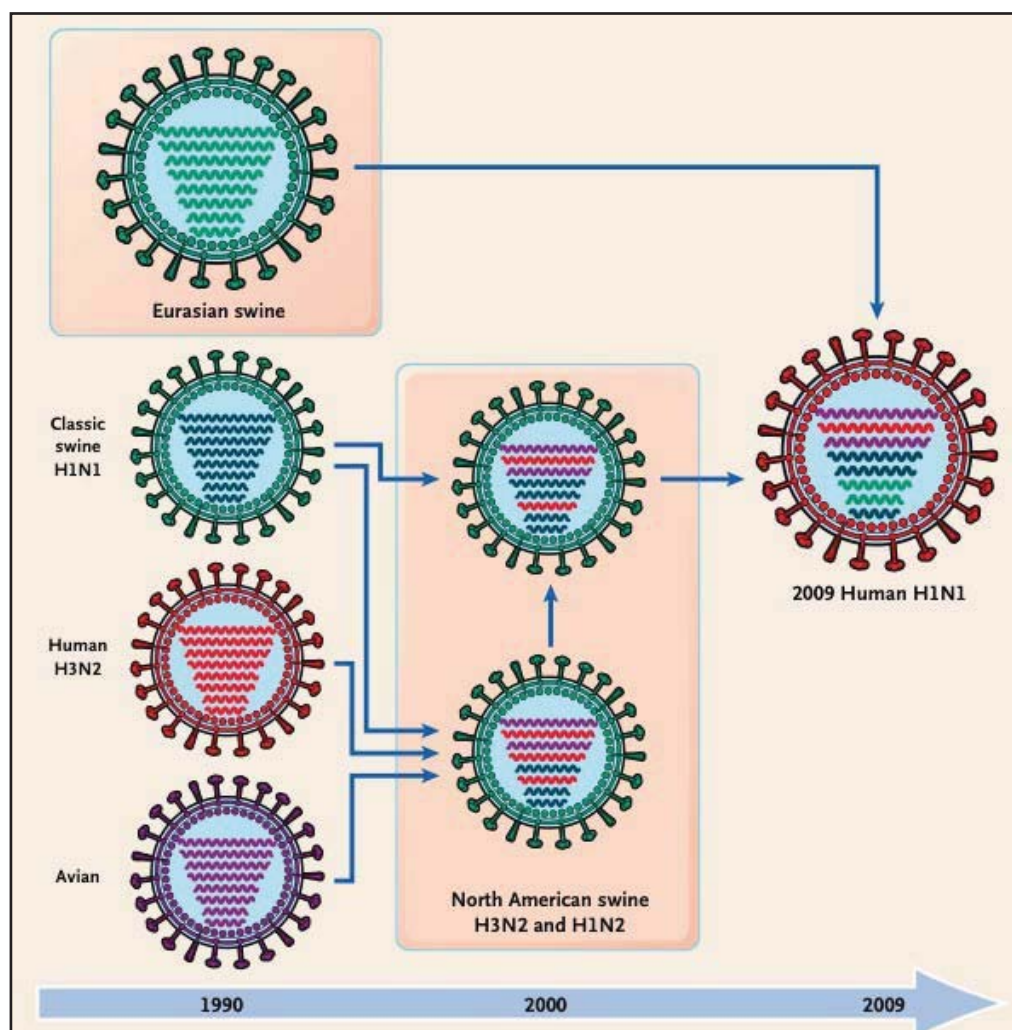 Eurasian swine
Classic
swine
H1N1
Human
H3N2
Avian
2009 Human H1N1
North American swine
H3N2 and H1N2
1990
2000
2009